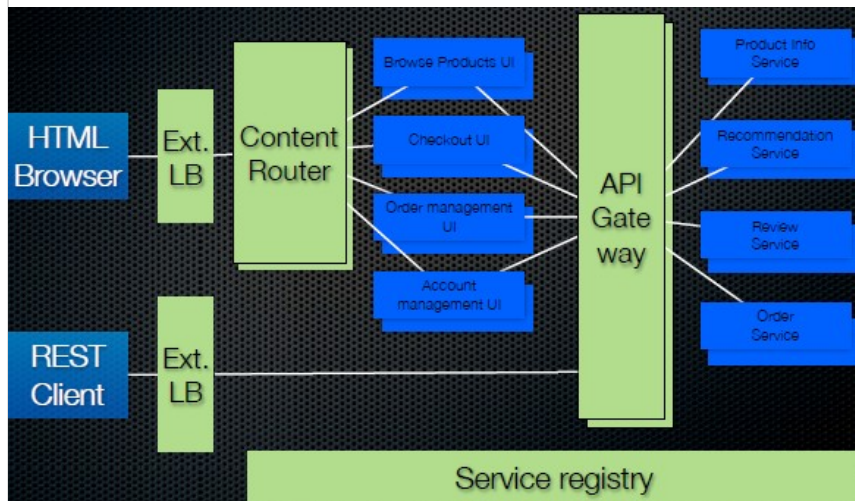 HTML
Browser
Ext.
LB
Content
Router
Browse Products UI
Checkout UI
Order management
UI
Account
management UI
API
Gate
way
Product Info
Service
Recommendation
Service
Review
Service
Order
Service
REST
Client
Ext.
LB
Service registry